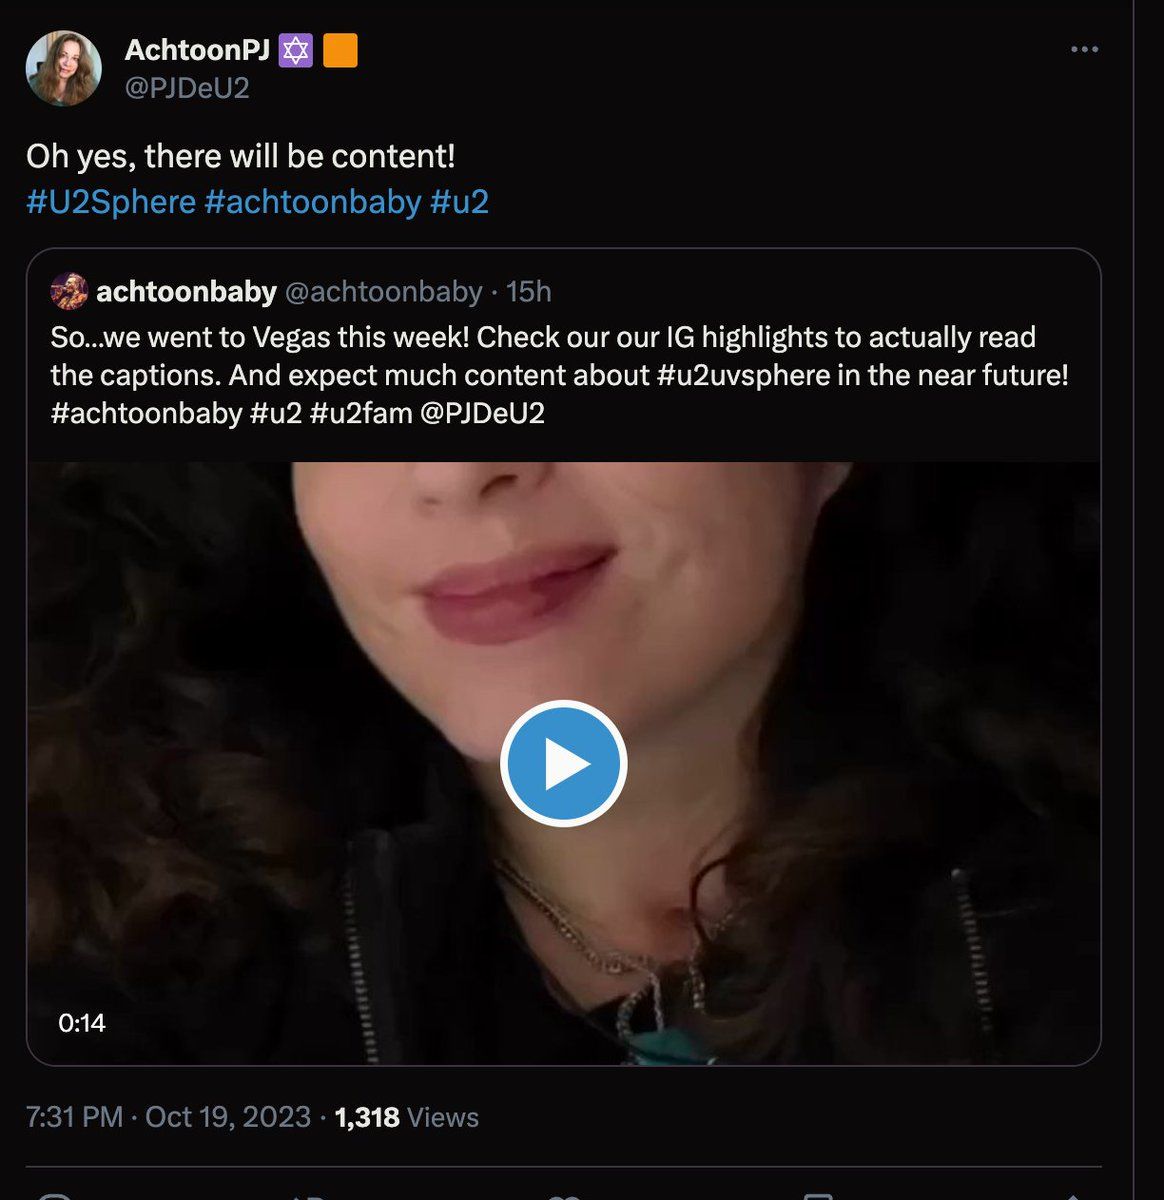 AchtoonPJ
@PJDeU2
Oh yes, there will be content!
#U2Sphere #achtoonbaby #u2
achtoonbaby @achtoonbaby · 15h
So...we went to Vegas this week! Check our our IG highlights to actually read
the captions. And expect much content about #u2uvsphere in the near future!
#achtoonbaby #u2 #u2fam @PJDeU2
0:14
7:31 PM · Oct 19, 2023 · 1,318 Views